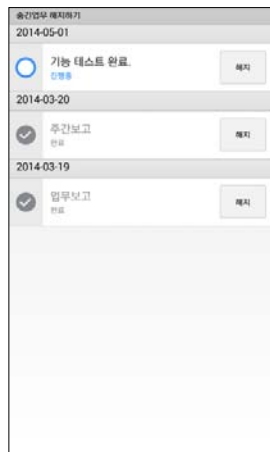 숨긴업무 해지하기
2014-05-01
기능 테스트 완료.
진행중
해지
2014-03-20
주간보고
완료
해지
2014-03-19
업무보고
완료
해지